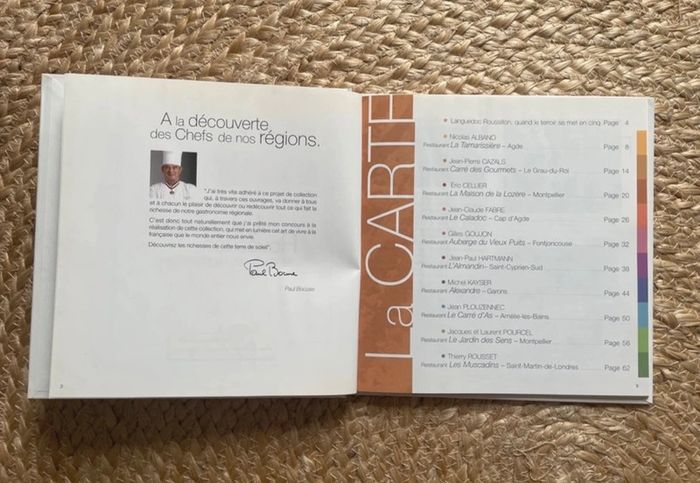 A la découverte
des Chefs de nos régions.
"J'ai très vite adhéré à ce projet de collection
qui, à travers ces ouvrages, va donner à tous
et à chacun le plaisir de découvrir ou redécouvrir tout ce qui fait la
richesse de notre gastronomie régionale.
C'est donc tout naturellement que j'ai prêté mon concours à la
réalisation de cette collection, qui met en lumière cet art de vivre à la
française que le monde entier nous envie.
Découvrez les richesses de cette terre de soleil".
Paul Bocuse
Paul Bocuse
2
La CARTE
Languedoc Roussillon, quand le terroir se met en cinq Page 4
Nicolas ALBANO
Restaurant La Tamarissière – Agde Page 8
Jean-Pierre CAZALS
Restaurant Carré des Gourmets – Le Grau-du-Roi Page 14
Eric CELLIER
Restaurant La Maison de la Lozère – Montpellier Page 20
Jean-Claude FABRE
Restaurant Le Caladoc – Cap d'Agde Page 26
Gilles GOUJON
Restaurant Auberge du Vieux Puits – Fontjoncouse Page 32
Jean-Paul HARTMANN
Restaurant L'Almandin – Saint-Cyprien-Sud Page 38
Michel KAYSER
Restaurant Alexandre – Garons Page 44
Jean PLOUZENNEC
Restaurant Le Carré d'As – Amélie-les-Bains Page 50
Jacques et Laurent POURCEL
Restaurant Le Jardin des Sens – Montpellier Page 56
Thierry ROUSSET
Restaurant Les Muscadins – Saint-Martin-de-Londres Page 62